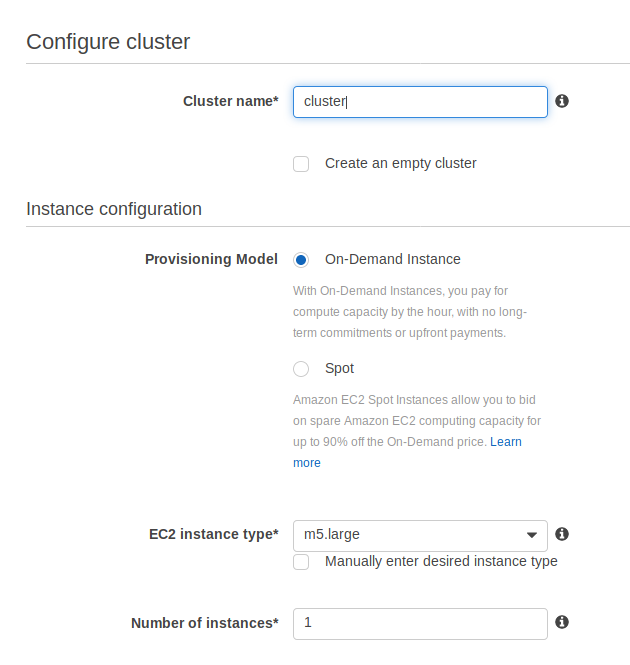 Configure cluster
Cluster name* cluster
Create an empty cluster
Instance configuration
Provisioning Model On-Demand Instance
With On-Demand Instances, you pay for
compute capacity by the hour, with no long-
term commitments or upfront payments.
Spot
Amazon EC2 Spot Instances allow you to bid
on spare Amazon EC2 computing capacity for
up to 90% off the On-Demand price. Learn
more
EC2 instance type* m5.large
Manually enter desired instance type
Number of instances* 1